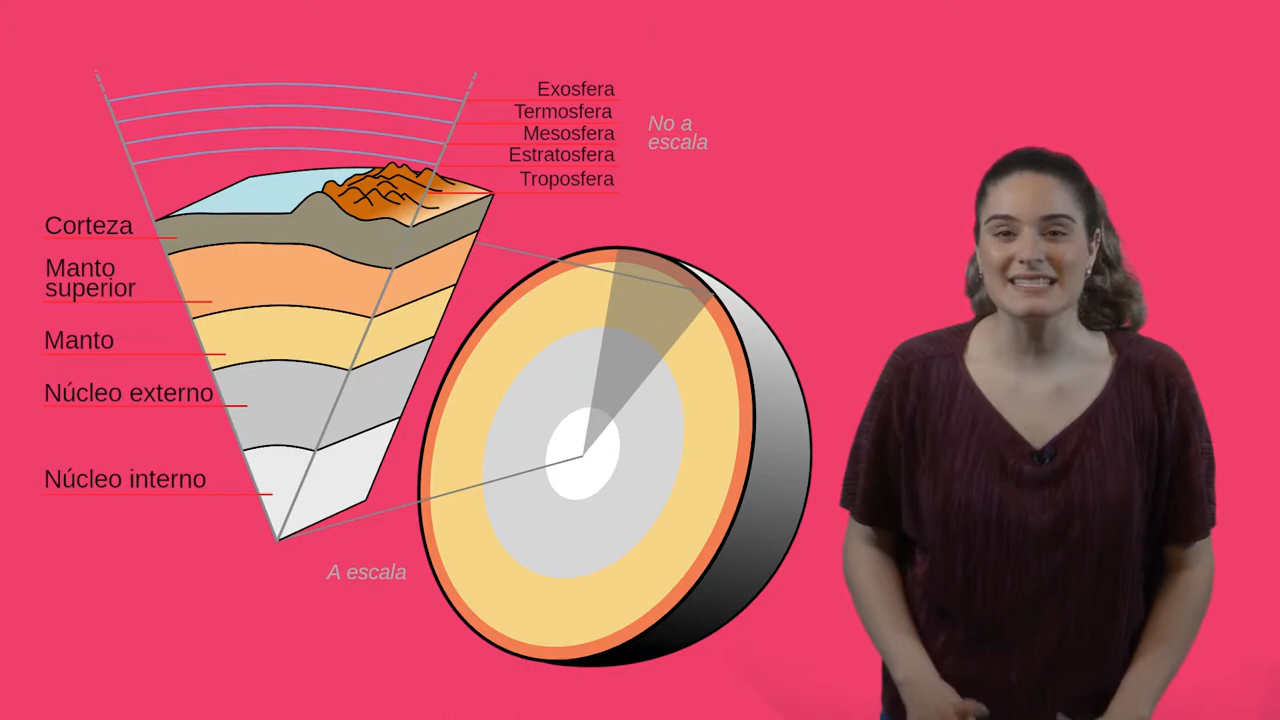 Exosfera
Termosfera
Mesosfera
Estratosfera
Troposfera
No a
escala
Corteza
Manto
superior
Manto
Núcleo externo
Núcleo interno
A escala